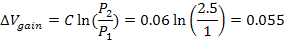 ΔV_gain = C ln(P_2/P_1) = 0.06 ln(2.5/1) = 0.055